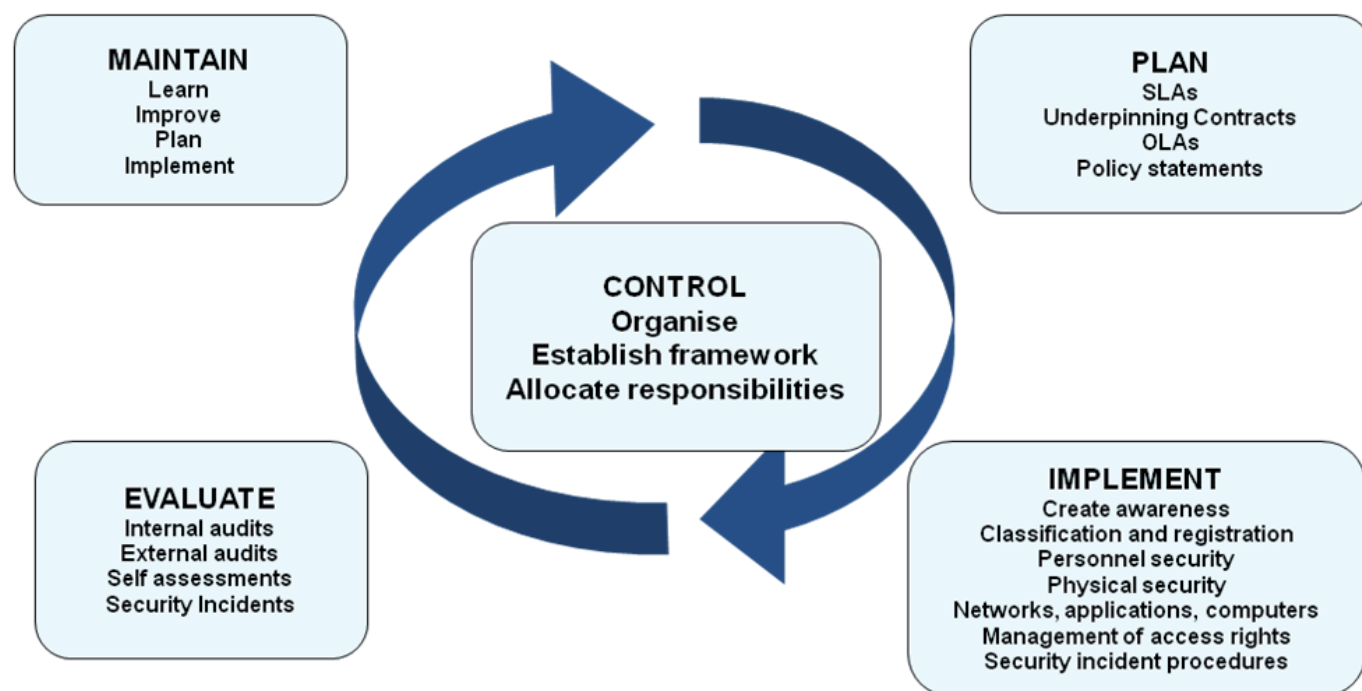 MAINTAIN
Learn
Improve
Plan
Implement
PLAN
SLAs
Underpinning Contracts
OLAs
Policy statements
CONTROL
Organise
Establish framework
Allocate responsibilities
EVALUATE
Internal audits
External audits
Self assessments
Security Incidents
IMPLEMENT
Create awareness
Classification and registration
Personnel security
Physical security
Networks, applications, computers
Management of access rights
Security incident procedures